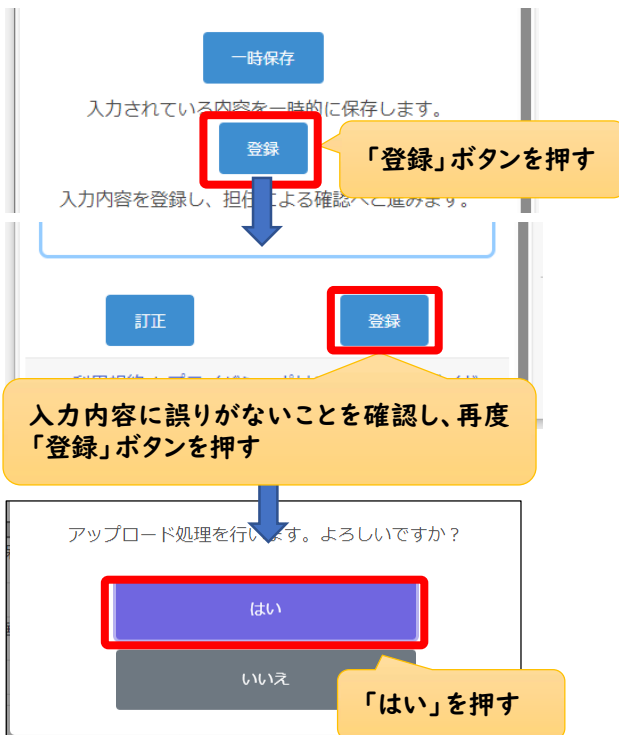 一時保存
入力されている内容を一時的に保存します。
登録
「登録」ボタンを押す
入力内容を登録し、担任による確認へと進みます。
訂正
登録
入力内容に誤りがないことを確認し、再度
「登録」ボタンを押す
アップロード処理を行います。よろしいですか？
はい
いいえ
「はい」を押す